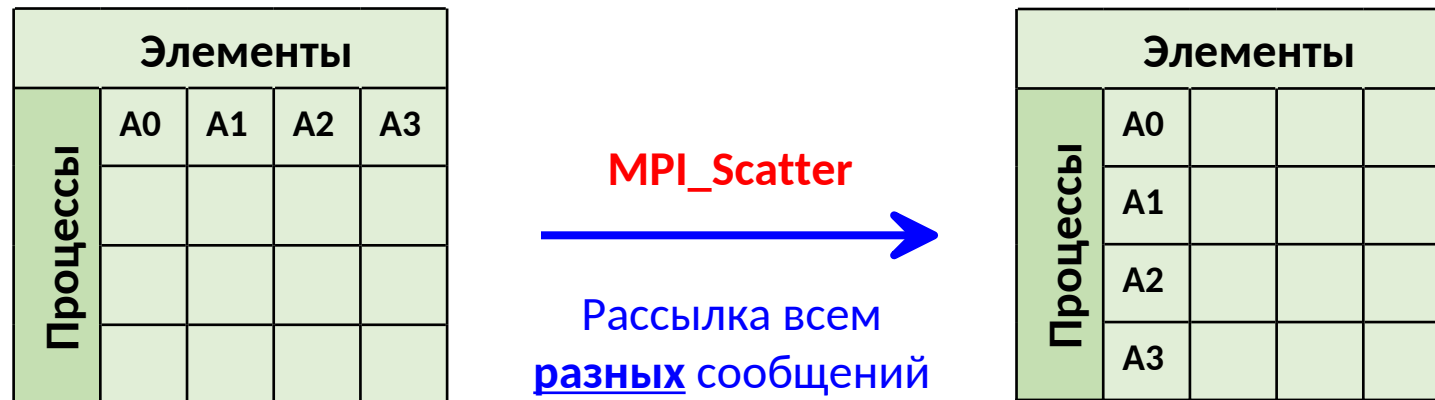 Элементы
Процессы
A0 A1 A2 A3
MPI_Scatter
Рассылка всем
разных сообщений
Элементы
Процессы
A0
A1
A2
A3